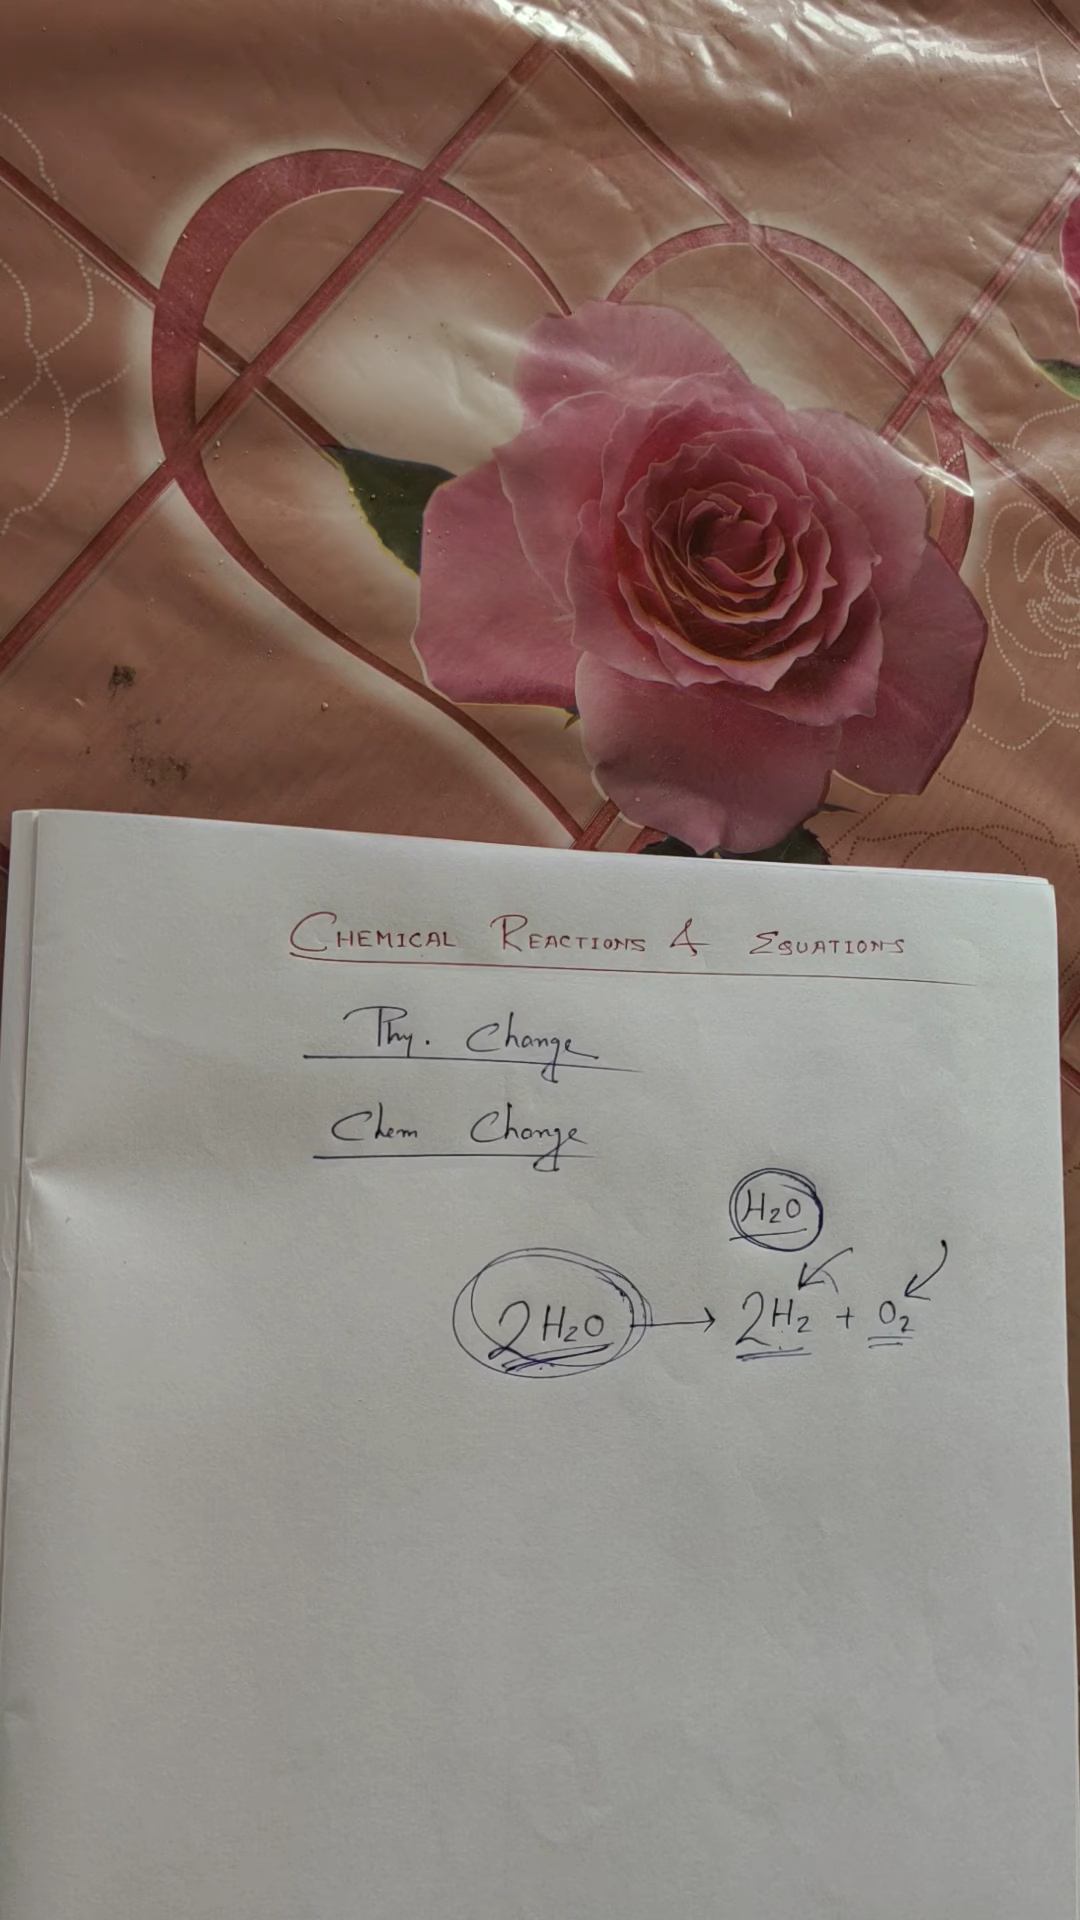 CHEMICAL REACTIONS & EQUATIONS
Phy. Change
Chem Change
H₂O
2H₂O → 2H₂ + O₂